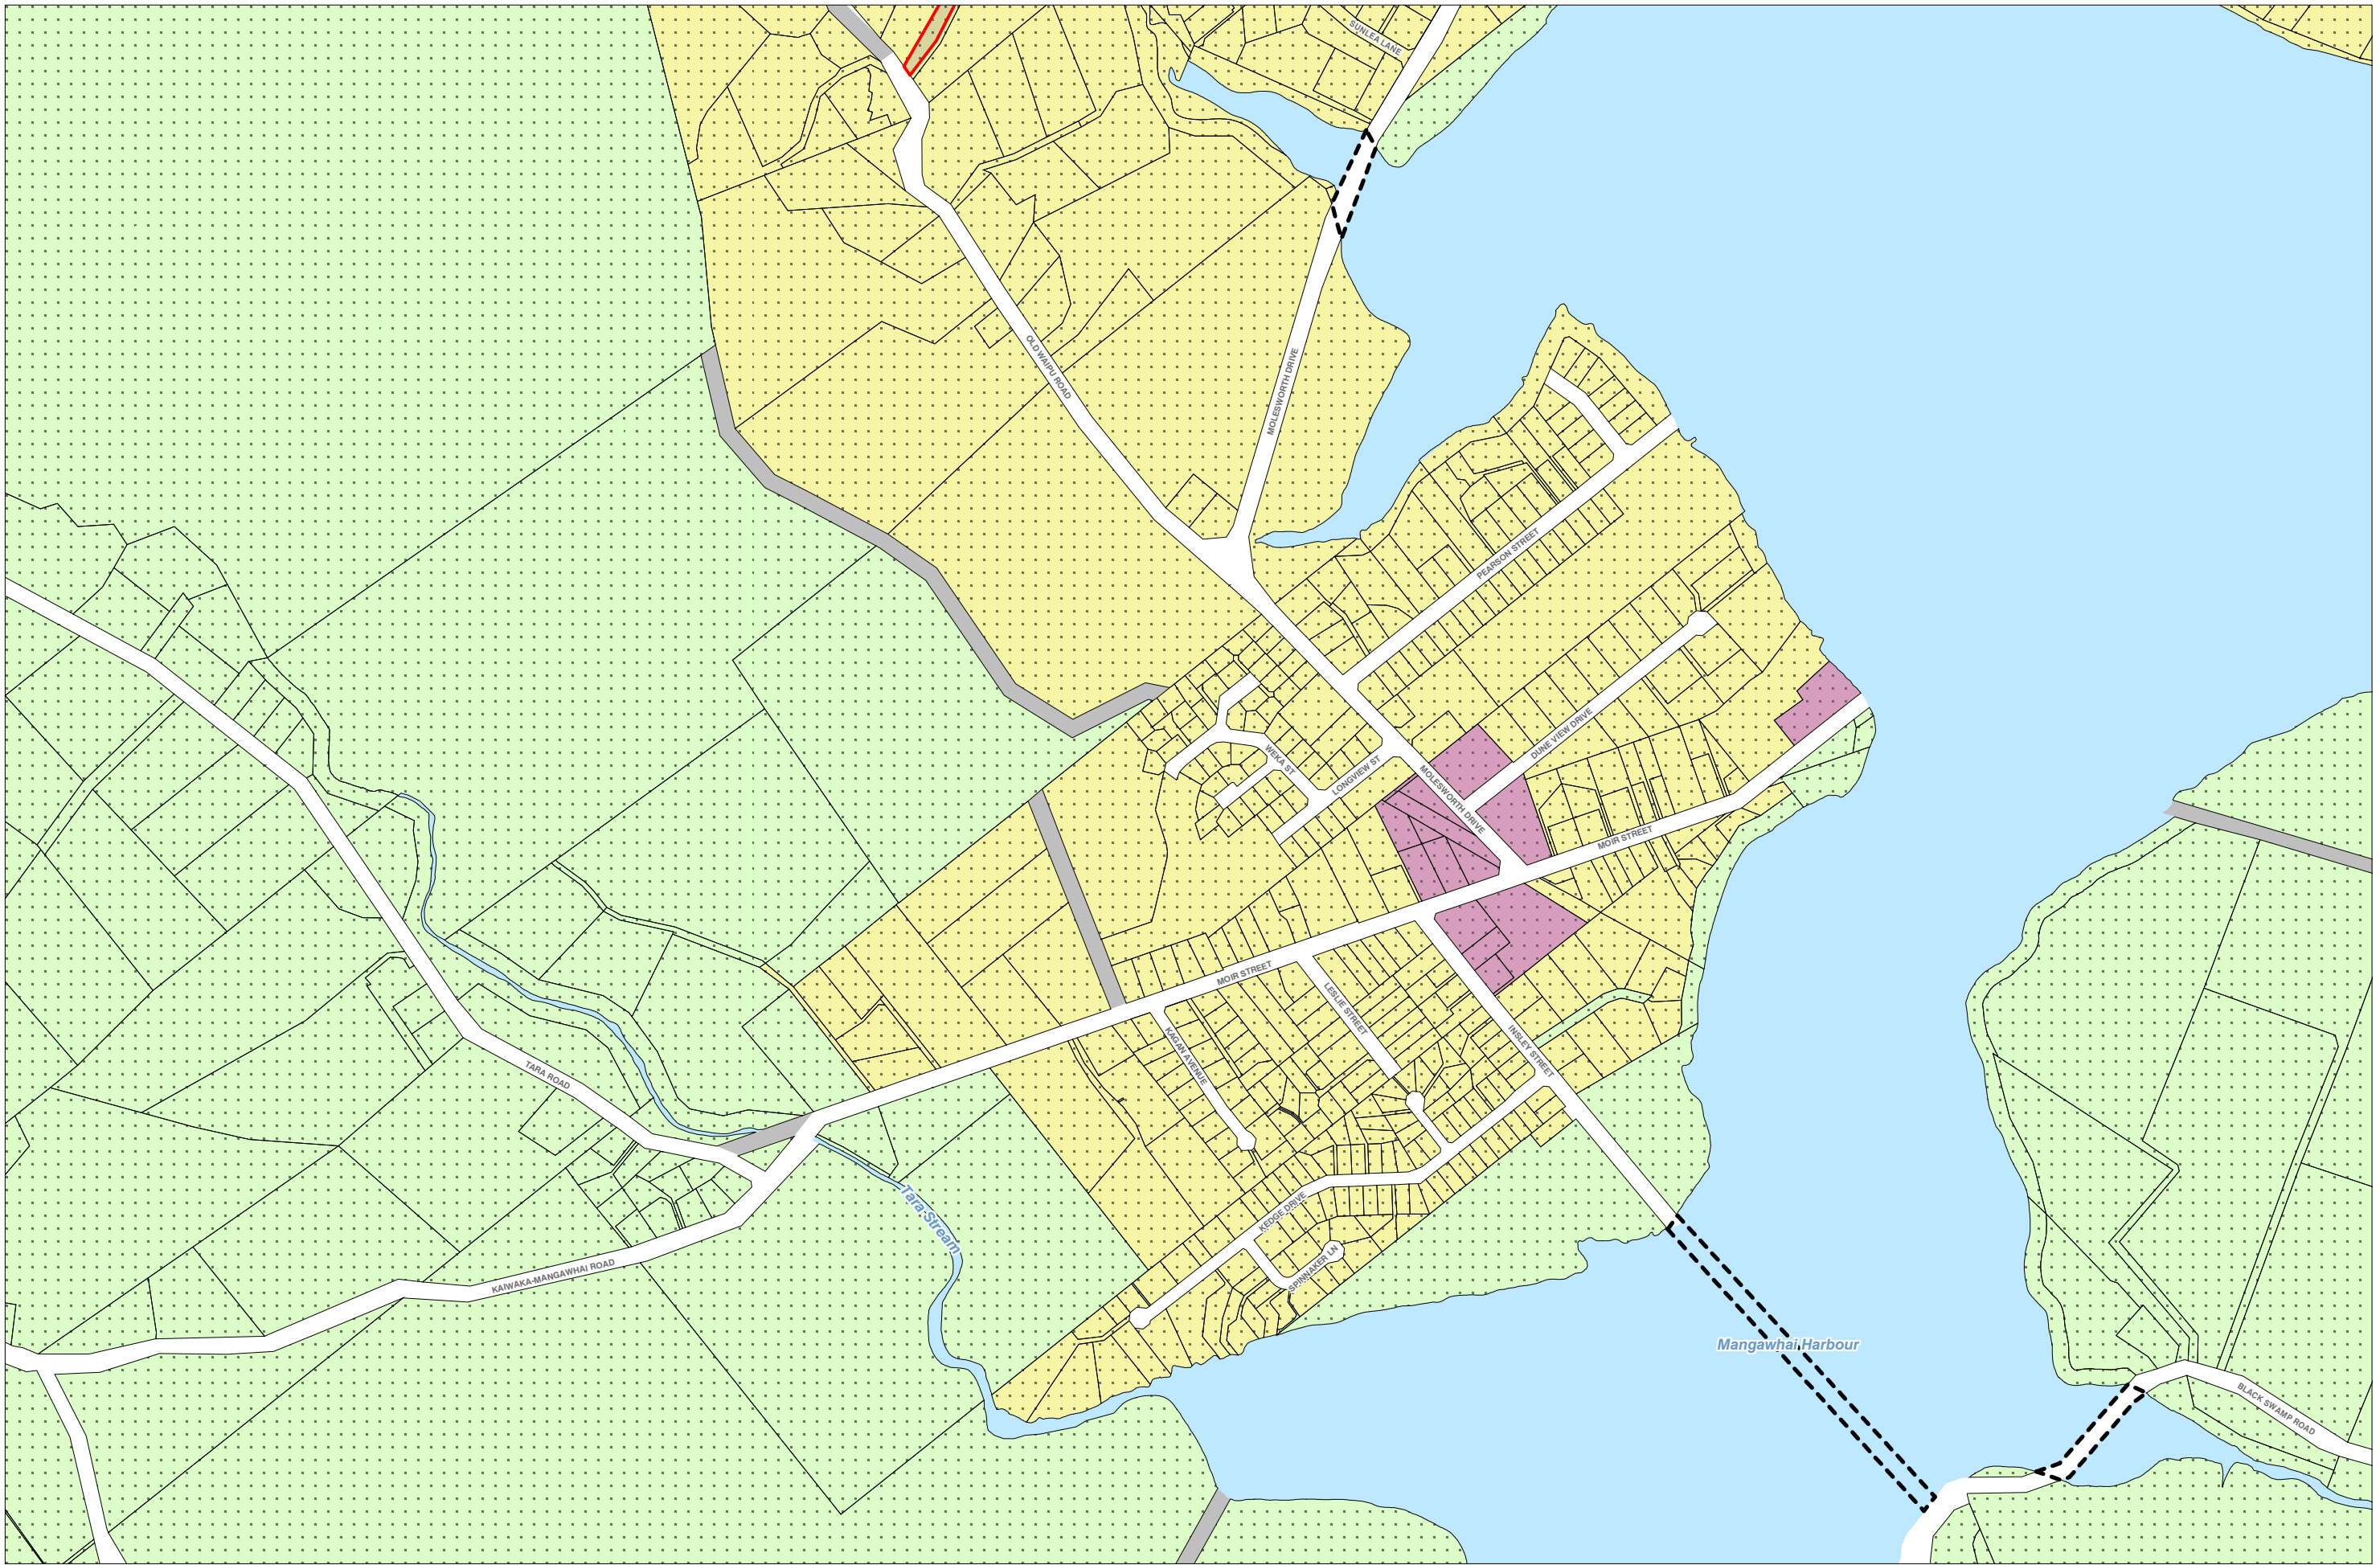 SUNLEA LANE
OLD WAIPU ROAD
MOLESWORTH DRIVE
PEARSON STREET
DUNE VIEW DRIVE
WEKA ST
LONGVIEW ST
MOLESWORTH DRIVE
MOIR STREET
MOIR STREET
LESLIE STREET
KAGAN AVENUE
INSLEY STREET
TARA ROAD
Tara Stream
KEDGE DRIVE
SPINNAKER LN
KAIWAKA-MANGAWHAI ROAD
Mangawhai Harbour
BLACK SWAMP ROAD